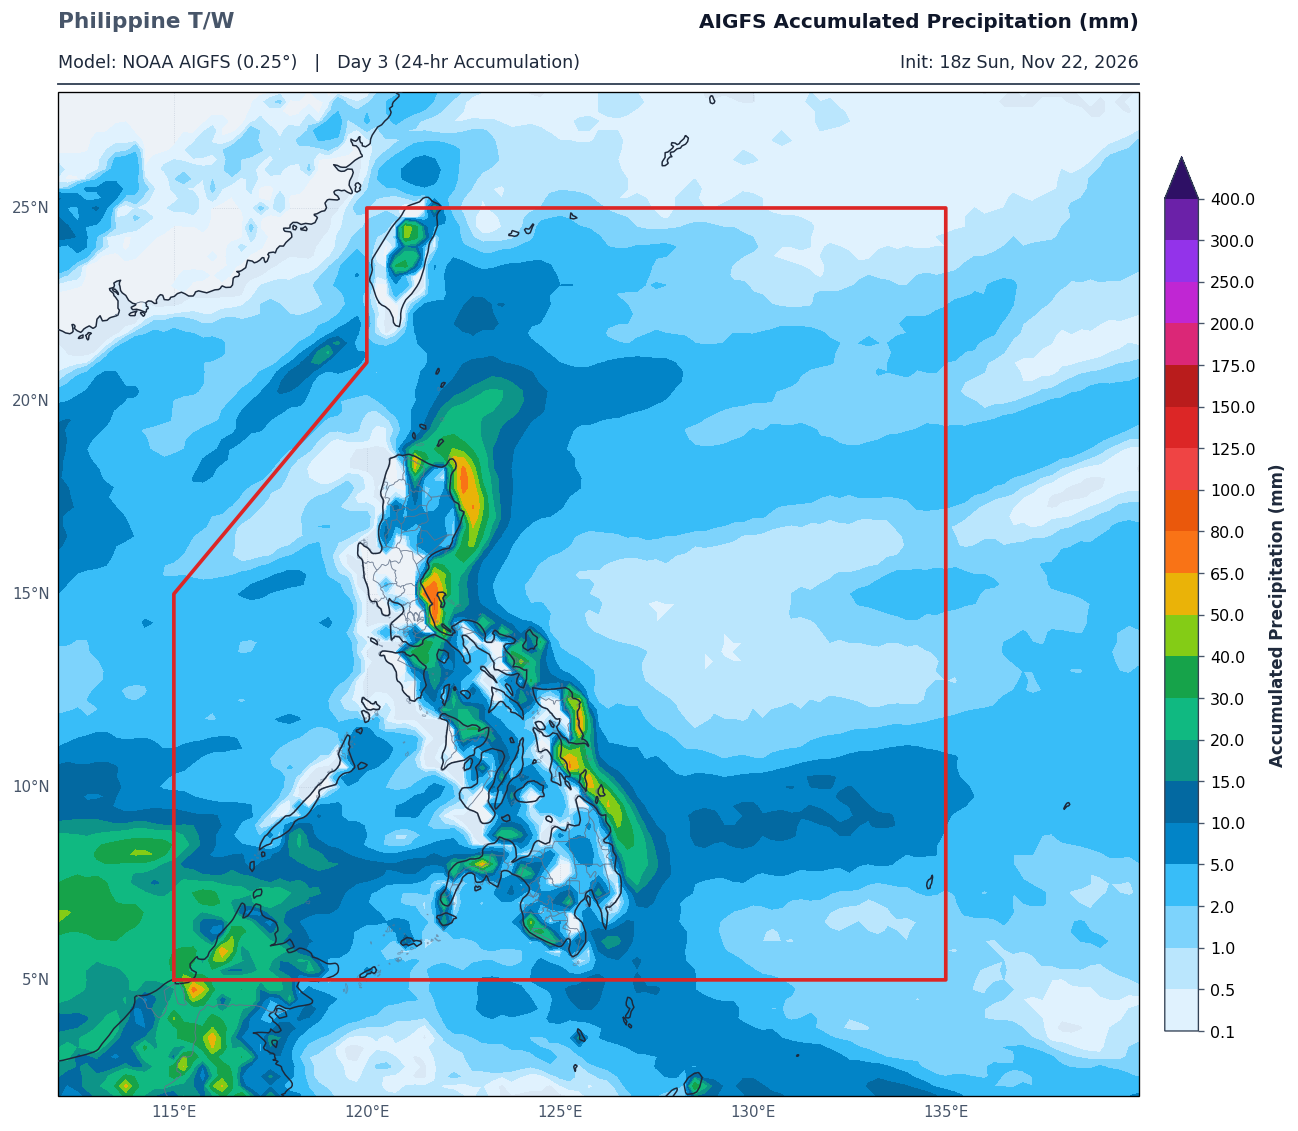 Philippine T/W
AIGFS Accumulated Precipitation (mm)
Model: NOAA AIGFS (0.25°)   |   Day 3 (24-hr Accumulation)
Init: 18z Sun, Nov 22, 2026
25°N
20°N
15°N
10°N
5°N
115°E
120°E
125°E
130°E
135°E
400.0
300.0
250.0
200.0
175.0
150.0
125.0
100.0
80.0
65.0
50.0
40.0
30.0
20.0
15.0
10.0
5.0
2.0
1.0
0.5
0.1
Accumulated Precipitation (mm)